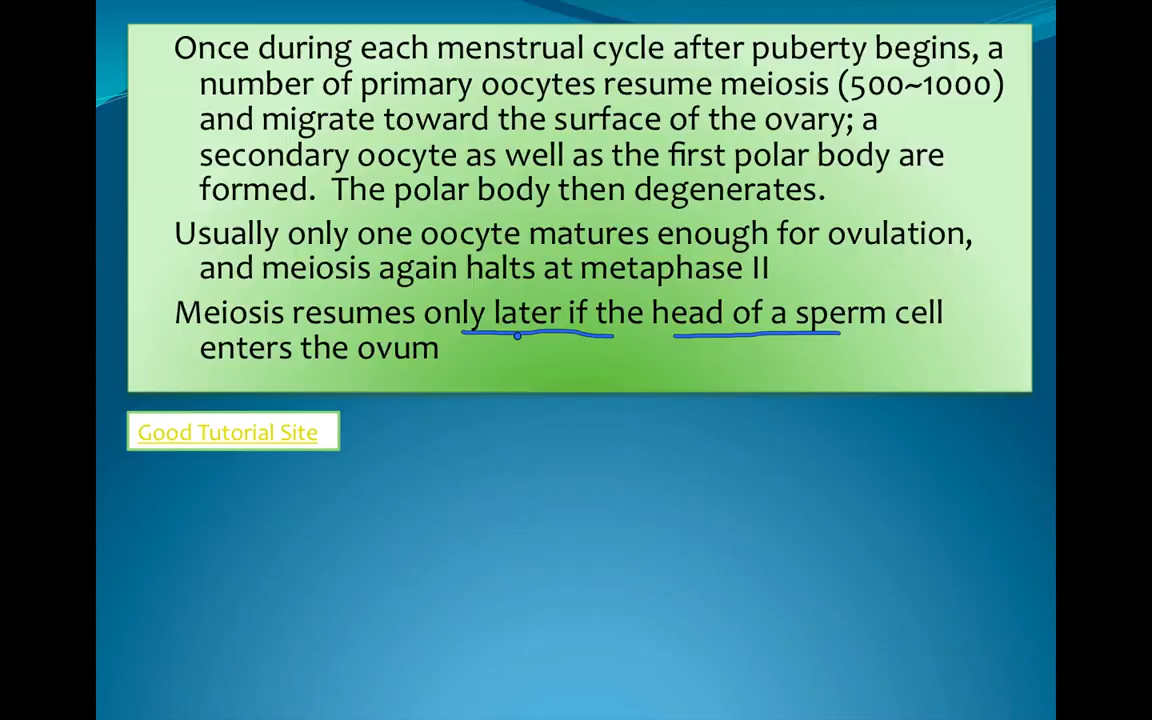 Once during each menstrual cycle after puberty begins, a
number of primary oocytes resume meiosis (500~1000)
and migrate toward the surface of the ovary; a
secondary oocyte as well as the first polar body are
formed.  The polar body then degenerates.
Usually only one oocyte matures enough for ovulation,
and meiosis again halts at metaphase II
Meiosis resumes only later if the head of a sperm cell
enters the ovum
Good Tutorial Site